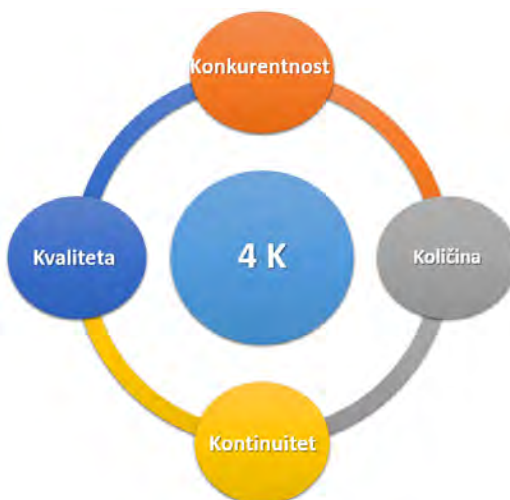 Konkurentnost
Kvaliteta
4 K
Količina
Kontinuitet